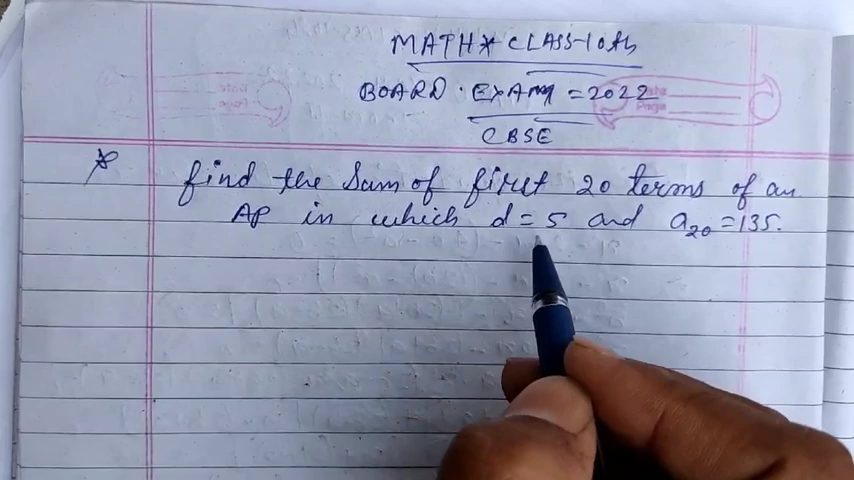 MATH* CLASS-10th
BOARD. EXAM = 2022
CBSE
* find the Sum of first 20 terms of an
AP in which d = 5 and a20 = 135.